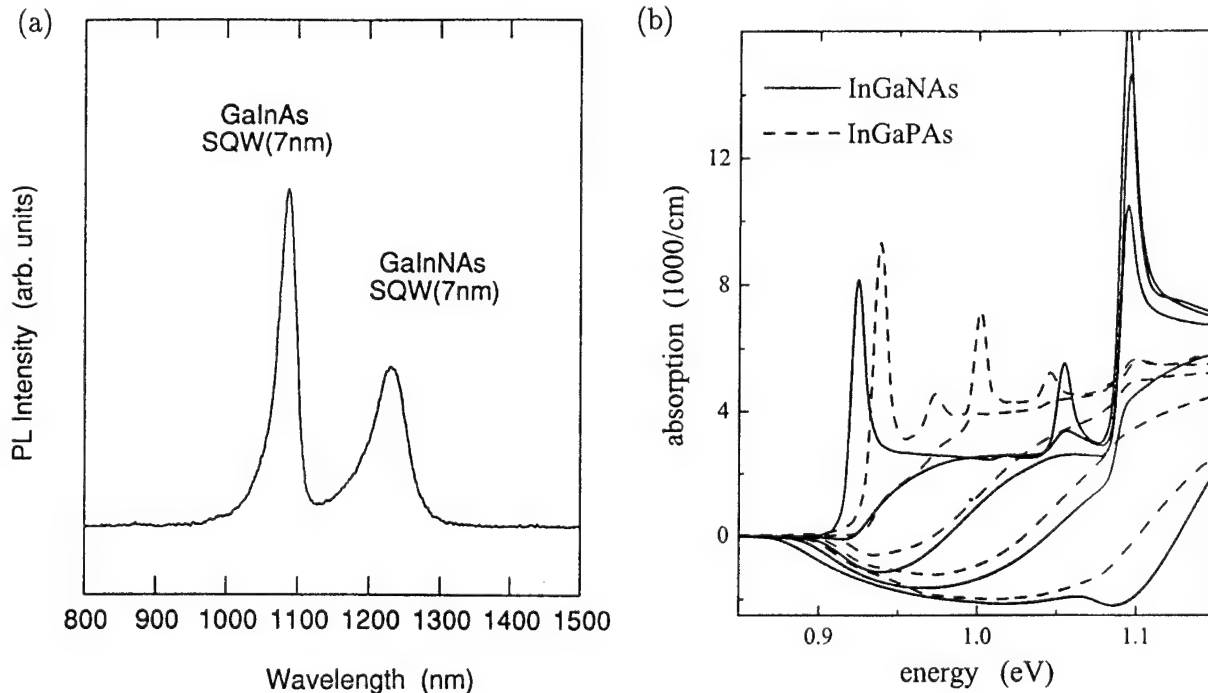 (a)
GaInAs
SQW(7nm)
GaInNAs
SQW(7nm)
PL Intensity (arb. units)
800 900 1000 1100 1200 1300 1400 1500
Wavelength (nm)
(b)
InGaNAs
InGaPAs
absorption (1000/cm)
12
8
4
0
0.9 1.0 1.1
energy (eV)